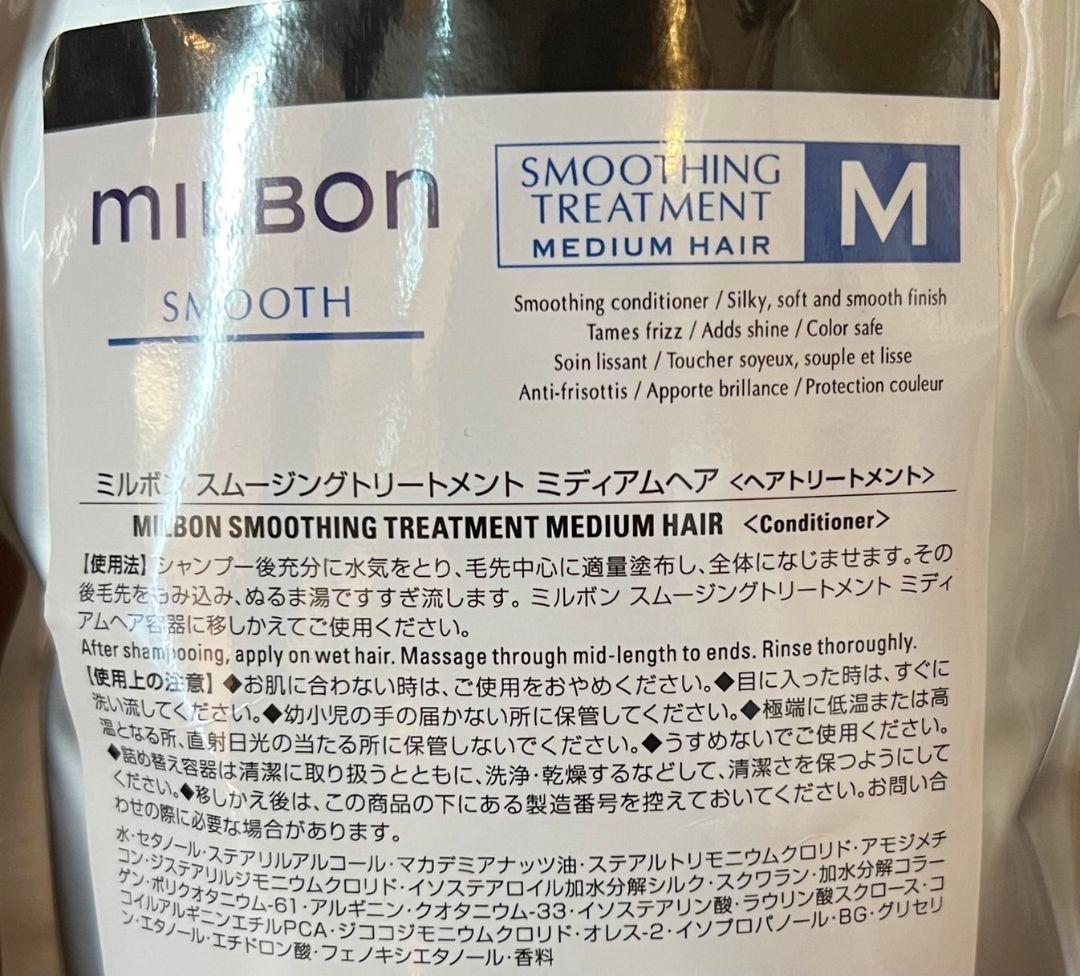 MILBON
SMOOTH
SMOOTHING
TREATMENT
MEDIUM HAIR
M
Smoothing conditioner / Silky, soft and smooth finish
Tames frizz / Adds shine / Color safe
Soin lissant / Toucher soyeux, souple et lisse
Anti-frisottis / Apporte brillance / Protection couleur
ミルボン スムージングトリートメント ミディアムヘア <ヘアトリートメント>
MILBON SMOOTHING TREATMENT MEDIUM HAIR <Conditioner>
【使用法】シャンプー後充分に水気をとり、毛先中心に適量塗布し、全体になじませます。その
後毛先をもみ込み、ぬるま湯ですすぎ流します。 ミルボン スムージングトリートメント ミディ
アムヘア容器に移しかえてご使用ください。
After shampooing, apply on wet hair. Massage through mid-length to ends. Rinse thoroughly.
【使用上の注意】◆お肌に合わない時は、ご使用をおやめください。◆目に入った時は、すぐに
洗い流してください。◆幼小児の手の届かない所に保管してください。◆極端に低温または高
温となる所、直射日光の当たる所に保管しないでください。◆うすめないでご使用ください。
◆詰め替え容器は清潔に取り扱うとともに、洗浄・乾燥するなどして、清潔さを保つようにして
ください。◆移しかえ後は、この商品の下にある製造番号を控えておいてください。お問い合
わせの際に必要な場合があります。
水・セタノール・ステアリルアルコール・マカデミアナッツ油・ステアルトリモニウムクロリド・アモジメチ
コン・ジステアリルジモニウムクロリド・イソステアロイル加水分解シルク・スクワラン・加水分解コラー
ゲン・ポリクオタニウム-61・アルギニン・クオタニウム-33・イソステアリン酸・ラウリン酸スクロース・コ
コイルアルギニンエチルPCA・ジココジモニウムクロリド・オレス-2・イソプロパノール・BG・グリセリ
ン・エタノール・エチドロン酸・フェノキシエタノール・香料